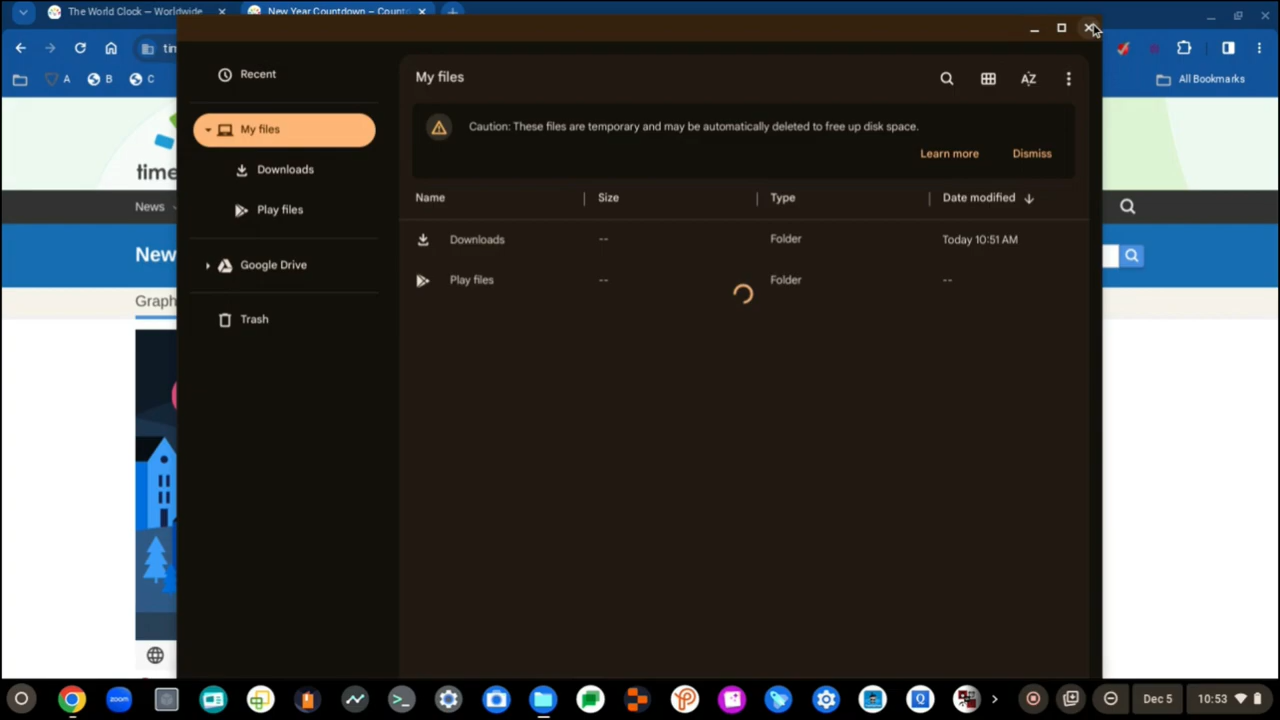 The World Clock — Worldwide
New Year Countdown – Count
tim
A
B
C
All Bookmarks
time
News
New
Graph
Recent
My files
Downloads
Play files
Google Drive
Trash
My files
AZ
Caution: These files are temporary and may be automatically deleted to free up disk space.
Learn more
Dismiss
Name
Size
Type
Date modified
Downloads
--
Folder
Today 10:51 AM
Play files
--
Folder
--
zoom
Q
Dec 5
10:53